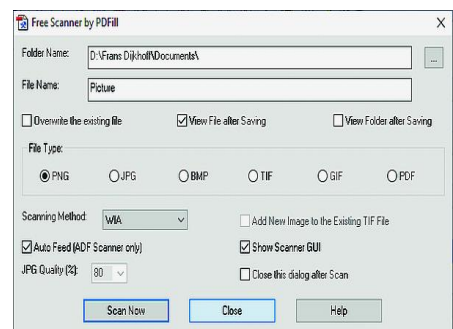 Free Scanner by PDFill
X
Folder Name: D:\Frans Dijkhoff\Documents\ ...
File Name: Picture
Overwrite the existing file View File after Saving View Folder after Saving
File Type:
PNG JPG BMP TIF GIF PDF
Scanning Method: WIA Add New Image to the Existing TIF File
Auto Feed (ADF Scanner only) Show Scanner GUI
JPG Quality (%): 80 Close this dialog after Scan
Scan Now Close Help